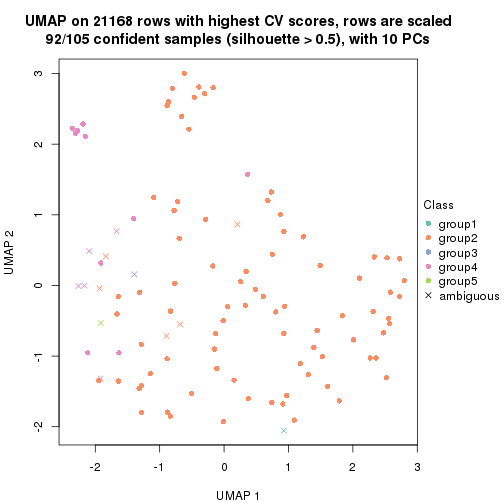 UMAP on 21168 rows with highest CV scores, rows are scaled
92/105 confident samples (silhouette > 0.5), with 10 PCs
3
2
1
0
-1
-2
UMAP 2
-2
-1
0
1
2
3
UMAP 1
Class
group1
group2
group3
group4
group5
ambiguous